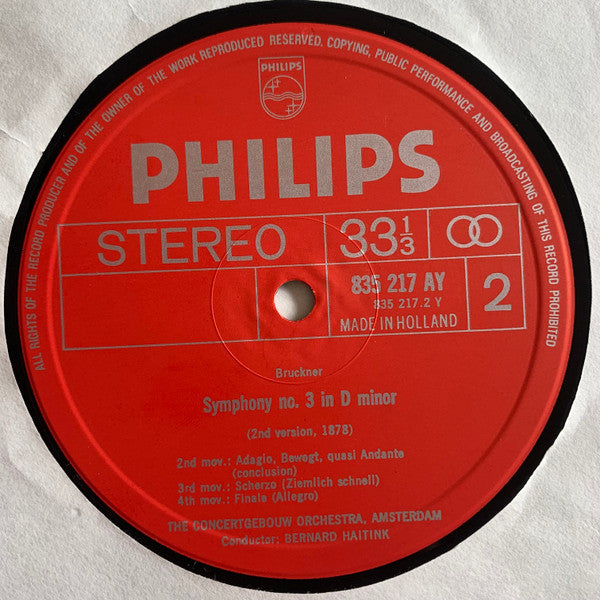 ALL RIGHTS OF THE RECORD PRODUCER AND OF THE OWNER OF THE WORK REPRODUCED RESERVED. COPYING, PUBLIC PERFORMANCE AND BROADCASTING OF THIS RECORD PROHIBITED
PHILIPS
PHILIPS
STEREO
33 1/3
835 217 AY
835 217.2 Y
MADE IN HOLLAND
2
Bruckner
Symphony no. 3 in D minor
(2nd version, 1878)
2nd mov.: Adagio, Bewegt, quasi Andante
(conclusion)
3rd mov.: Scherzo (Ziemlich schnell)
4th mov.: Finale (Allegro)
THE CONCERTGEBOUW ORCHESTRA, AMSTERDAM
Conductor: BERNARD HAITINK